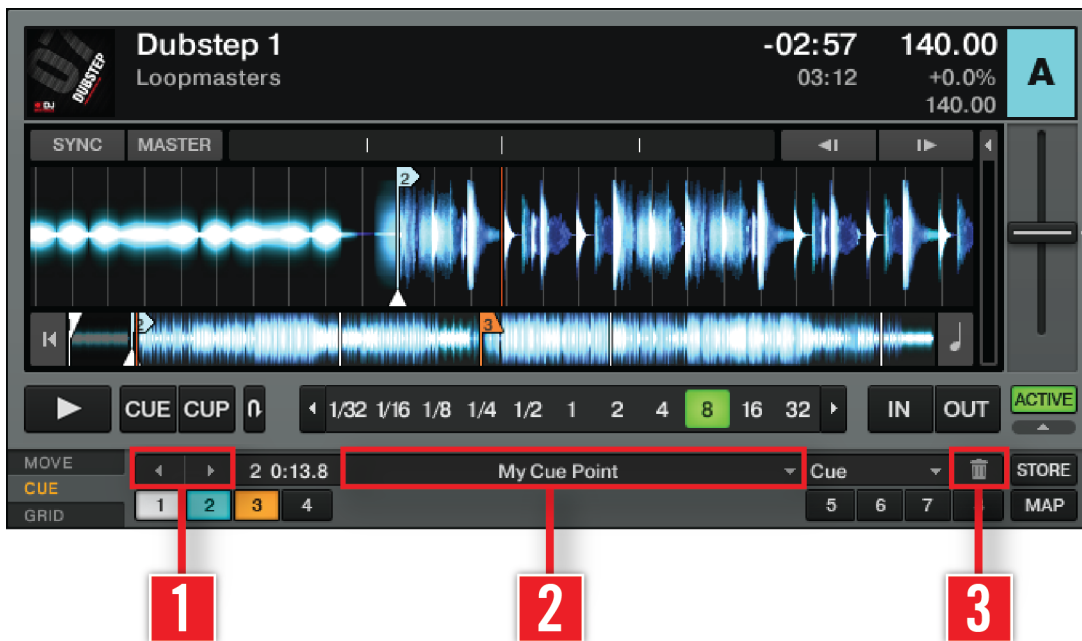 Dubstep 1
Loopmasters
-02:57
03:12
140.00
+0.0%
140.00
A
DUBSTEP
DJ
SYNC MASTER
2
2
3
CUE CUP
1/32 1/16 1/8 1/4 1/2 1 2 4 8 16 32
IN OUT
ACTIVE
MOVE
CUE
GRID
2 0:13.8
My Cue Point
Cue
STORE
1 2 3 4
5 6 7 8
MAP
1
2
3